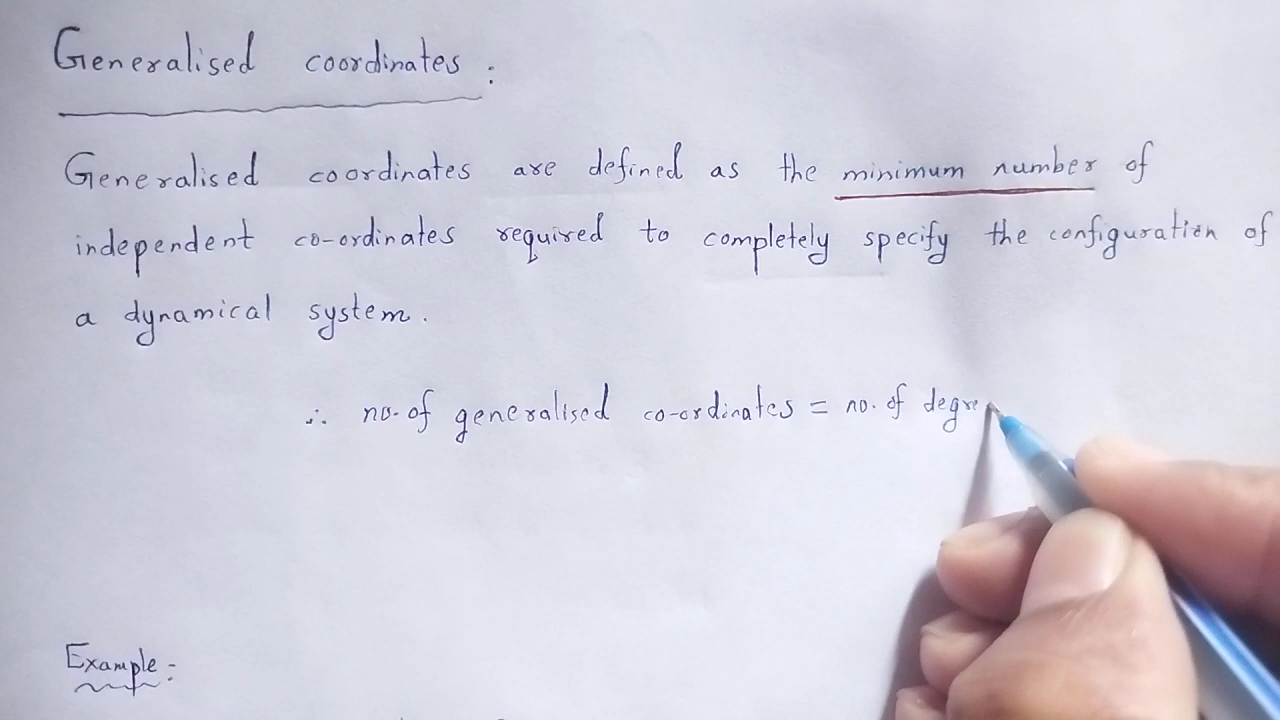 Generalised coordinates :
Generalised coordinates are defined as the minimum number of
independent co-ordinates required to completely specify the configuration of
a dynamical system.
∴ no. of generalised co-ordinates = no. of degre
Example :-